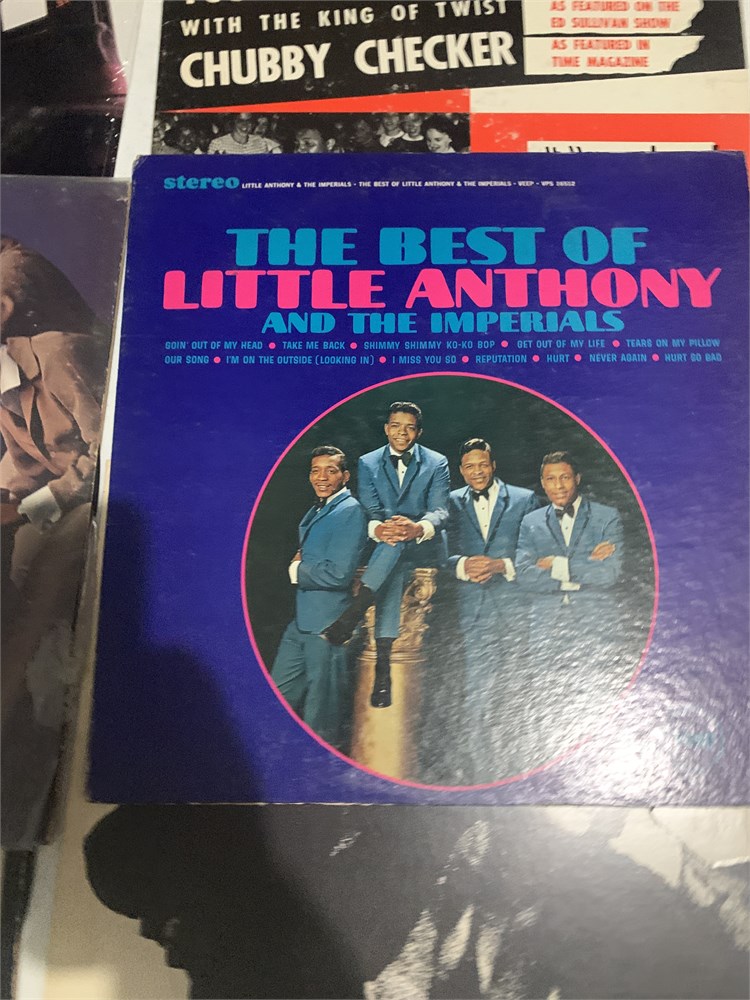 WITH THE KING OF TWIST
CHUBBY CHECKER
AS FEATURED ON THE
ED SULLIVAN SHOW
AS FEATURED IN
TIME MAGAZINE
stereo LITTLE ANTHONY & THE IMPERIALS - THE BEST OF LITTLE ANTHONY & THE IMPERIALS - VEEP - VPS 16512
THE BEST OF
LITTLE ANTHONY
AND THE IMPERIALS
GOIN' OUT OF MY HEAD ● TAKE ME BACK ● SHIMMY SHIMMY KO-KO BOP ● GET OUT OF MY LIFE ● TEARS ON MY PILLOW
OUR SONG ● I'M ON THE OUTSIDE (LOOKING IN) ● I MISS YOU SO ● REPUTATION ● HURT ● NEVER AGAIN ● HURT SO BAD